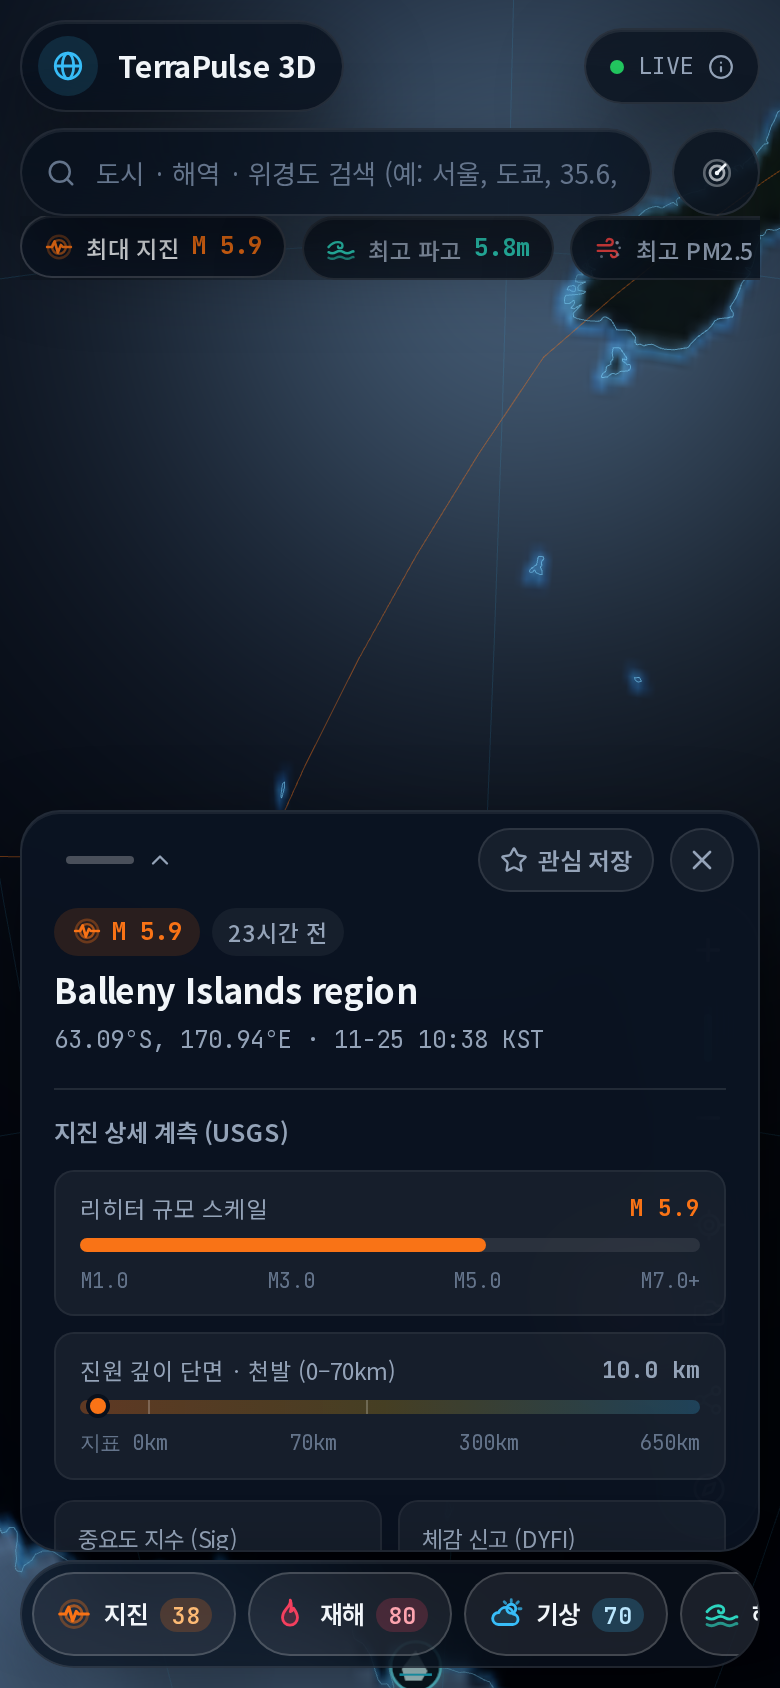 TerraPulse 3D
LIVE
도시 · 해역 · 위경도 검색 (예: 서울, 도쿄, 35.6,
최대 지진 M 5.9
최고 파고 5.8m
최고 PM2.5
관심 저장
M 5.9
23시간 전
Balleny Islands region
63.09°S, 170.94°E · 11-25 10:38 KST
지진 상세 계측 (USGS)
리히터 규모 스케일 M 5.9
M1.0 M3.0 M5.0 M7.0+
진원 깊이 단면 · 천발 (0–70km) 10.0 km
지표 0km 70km 300km 650km
중요도 지수 (Sig)
체감 신고 (DYFI)
지진 38
재해 80
기상 70